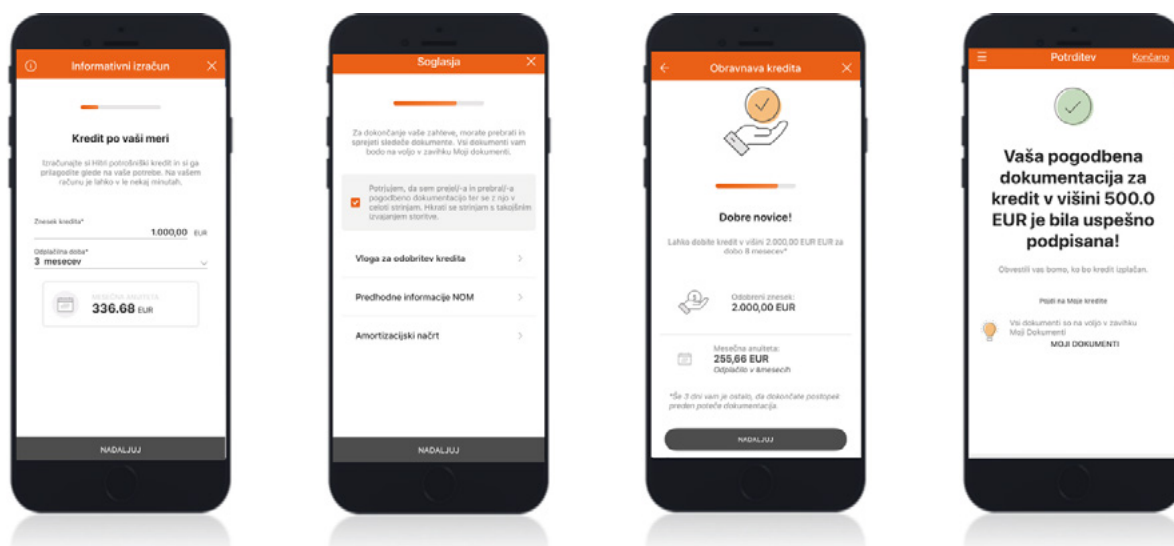 Informativni izračun
Kredit po vaši meri
Izračunajte si Hitri potrošniški kredit in si ga
prilagodite glede na vaše potrebe. Na vašem
računu je lahko v le nekaj minutah.
Znesek kredita*
1.000,00 EUR
Odplačilna doba*
3 mesecev
MESEČNA ANUITETA
336.68 EUR
NADALJUJ
Soglasja
Za dokončanje vaše zahteve, morate prebrati in
sprejeti sledeče dokumente. Vsi dokumenti vam
bodo na voljo v zavihku Moji dokumenti.
Potrjujem, da sem prejel/-a in prebral/-a
pogodbeno dokumentacijo ter se z njo v
celoti strinjam. Hkrati se strinjam s takojšnim
izvajanjem storitve.
Vloga za odobritev kredita
Predhodne informacije NOM
Amortizacijski načrt
NADALJUJ
Obravnava kredita
Dobre novice!
Lahko dobite kredit v višini 2.000,00 EUR EUR za
dobo 8 mesecev*
Odobreni znesek:
2.000,00 EUR
Mesečna anuiteta:
255,66 EUR
Odplačilo v 8mesecih
*Še 3 dni vam je ostalo, da dokončate postopek
preden poteče dokumentacija.
NADALJUJ
Potrditev
Končano
Vaša pogodbena
dokumentacija za
kredit v višini 500.0
EUR je bila uspešno
podpisana!
Obvestili vas bomo, ko bo kredit izplačan.
Pojdi na Moje kredite
Vsi dokumenti so na voljo v zavihku
Moji Dokumenti
MOJI DOKUMENTI